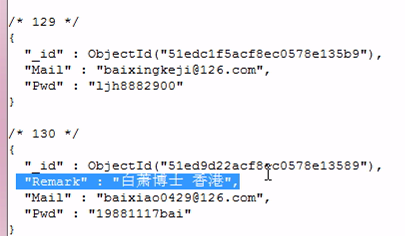 /* 129 */
{
"_id" : ObjectId("51edc1f5acf8ec0578e135b9"),
"Mail" : "baixingkeji@126.com",
"Pwd" : "ljh8882900"
}
/* 130 */
{
"_id" : ObjectId("51ed9d22acf8ec0578e13589"),
"Remark" : "白萧博士 香港",
"Mail" : "baixiao0429@126.com",
"Pwd" : "19881117bai"
}